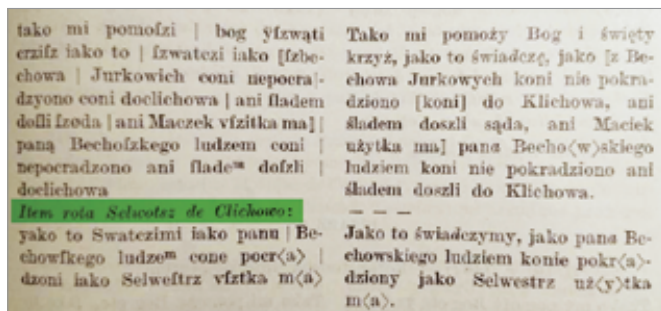 tako mi pomoſzi | bog yſzwąti
crziſz iako to | ſzwatczi iako [ſzbe-
chowa | Jurkowich coni nepocra|-
dzyono coni doclichowa | ani ſladem
doſli ſzoda | ani Maczek vſzitka ma] |
paną Bechoſzkego ludzem coni |
nepocradzono ani ſladeᵐ doſzli |
doclichowa
Item rota Selwotsz de Clichowo:
yako to Swatczimi iako panu | Be-
chowſkego ludzeᵐ cone pocr⟨a⟩ |
dzoni iako Selweſtrz vſztka m⟨a⟩
Tako mi pomoży Bog i święty
krzyż, jako to świadczę, jako [z Be-
chowa Jurkowych koni nie pokra-
dziono [koni] do Klichowa, ani
śladem doszli sąda, ani Maciek
użytka ma] pana Becho⟨w⟩skiego
ludziem koni nie pokradziono ani
śladem doszli do Klichowa.
— — —
Jako to świadczymy, jako pana Be-
chowskiego ludziem konie pokr⟨a⟩-
dziony jako Selwestrz uż⟨y⟩tka
m⟨a⟩.